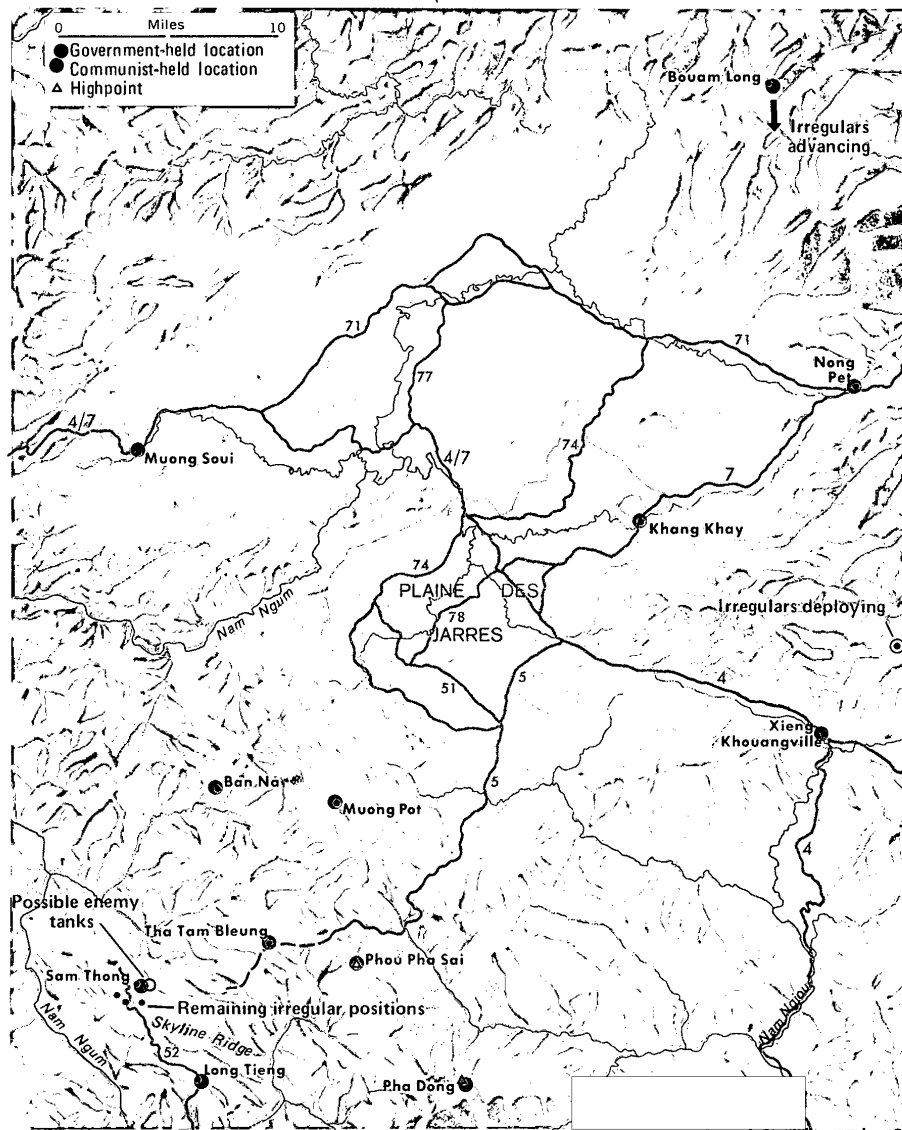 Miles
0 10
Government-held location
Communist-held location
Highpoint
Bouam Long
Irregulars
advancing
71
71
Nong
Pet
77
4/7
Muong Soui
4/7
74
7
Khang Khay
74
PLAINE DES
JARRES
78
Nam Ngum
Irregulars deploying
51
5
4
Xieng
Khouangville
5
Ban Na
Muong Pot
4
Possible enemy
tanks
Tha Tam Bleung
Phou Pha Sai
Sam Thong
Remaining irregular positions
Skyline Ridge
Nam Ngum
52
Long Tieng
Pha Dong
Nam Ngiou